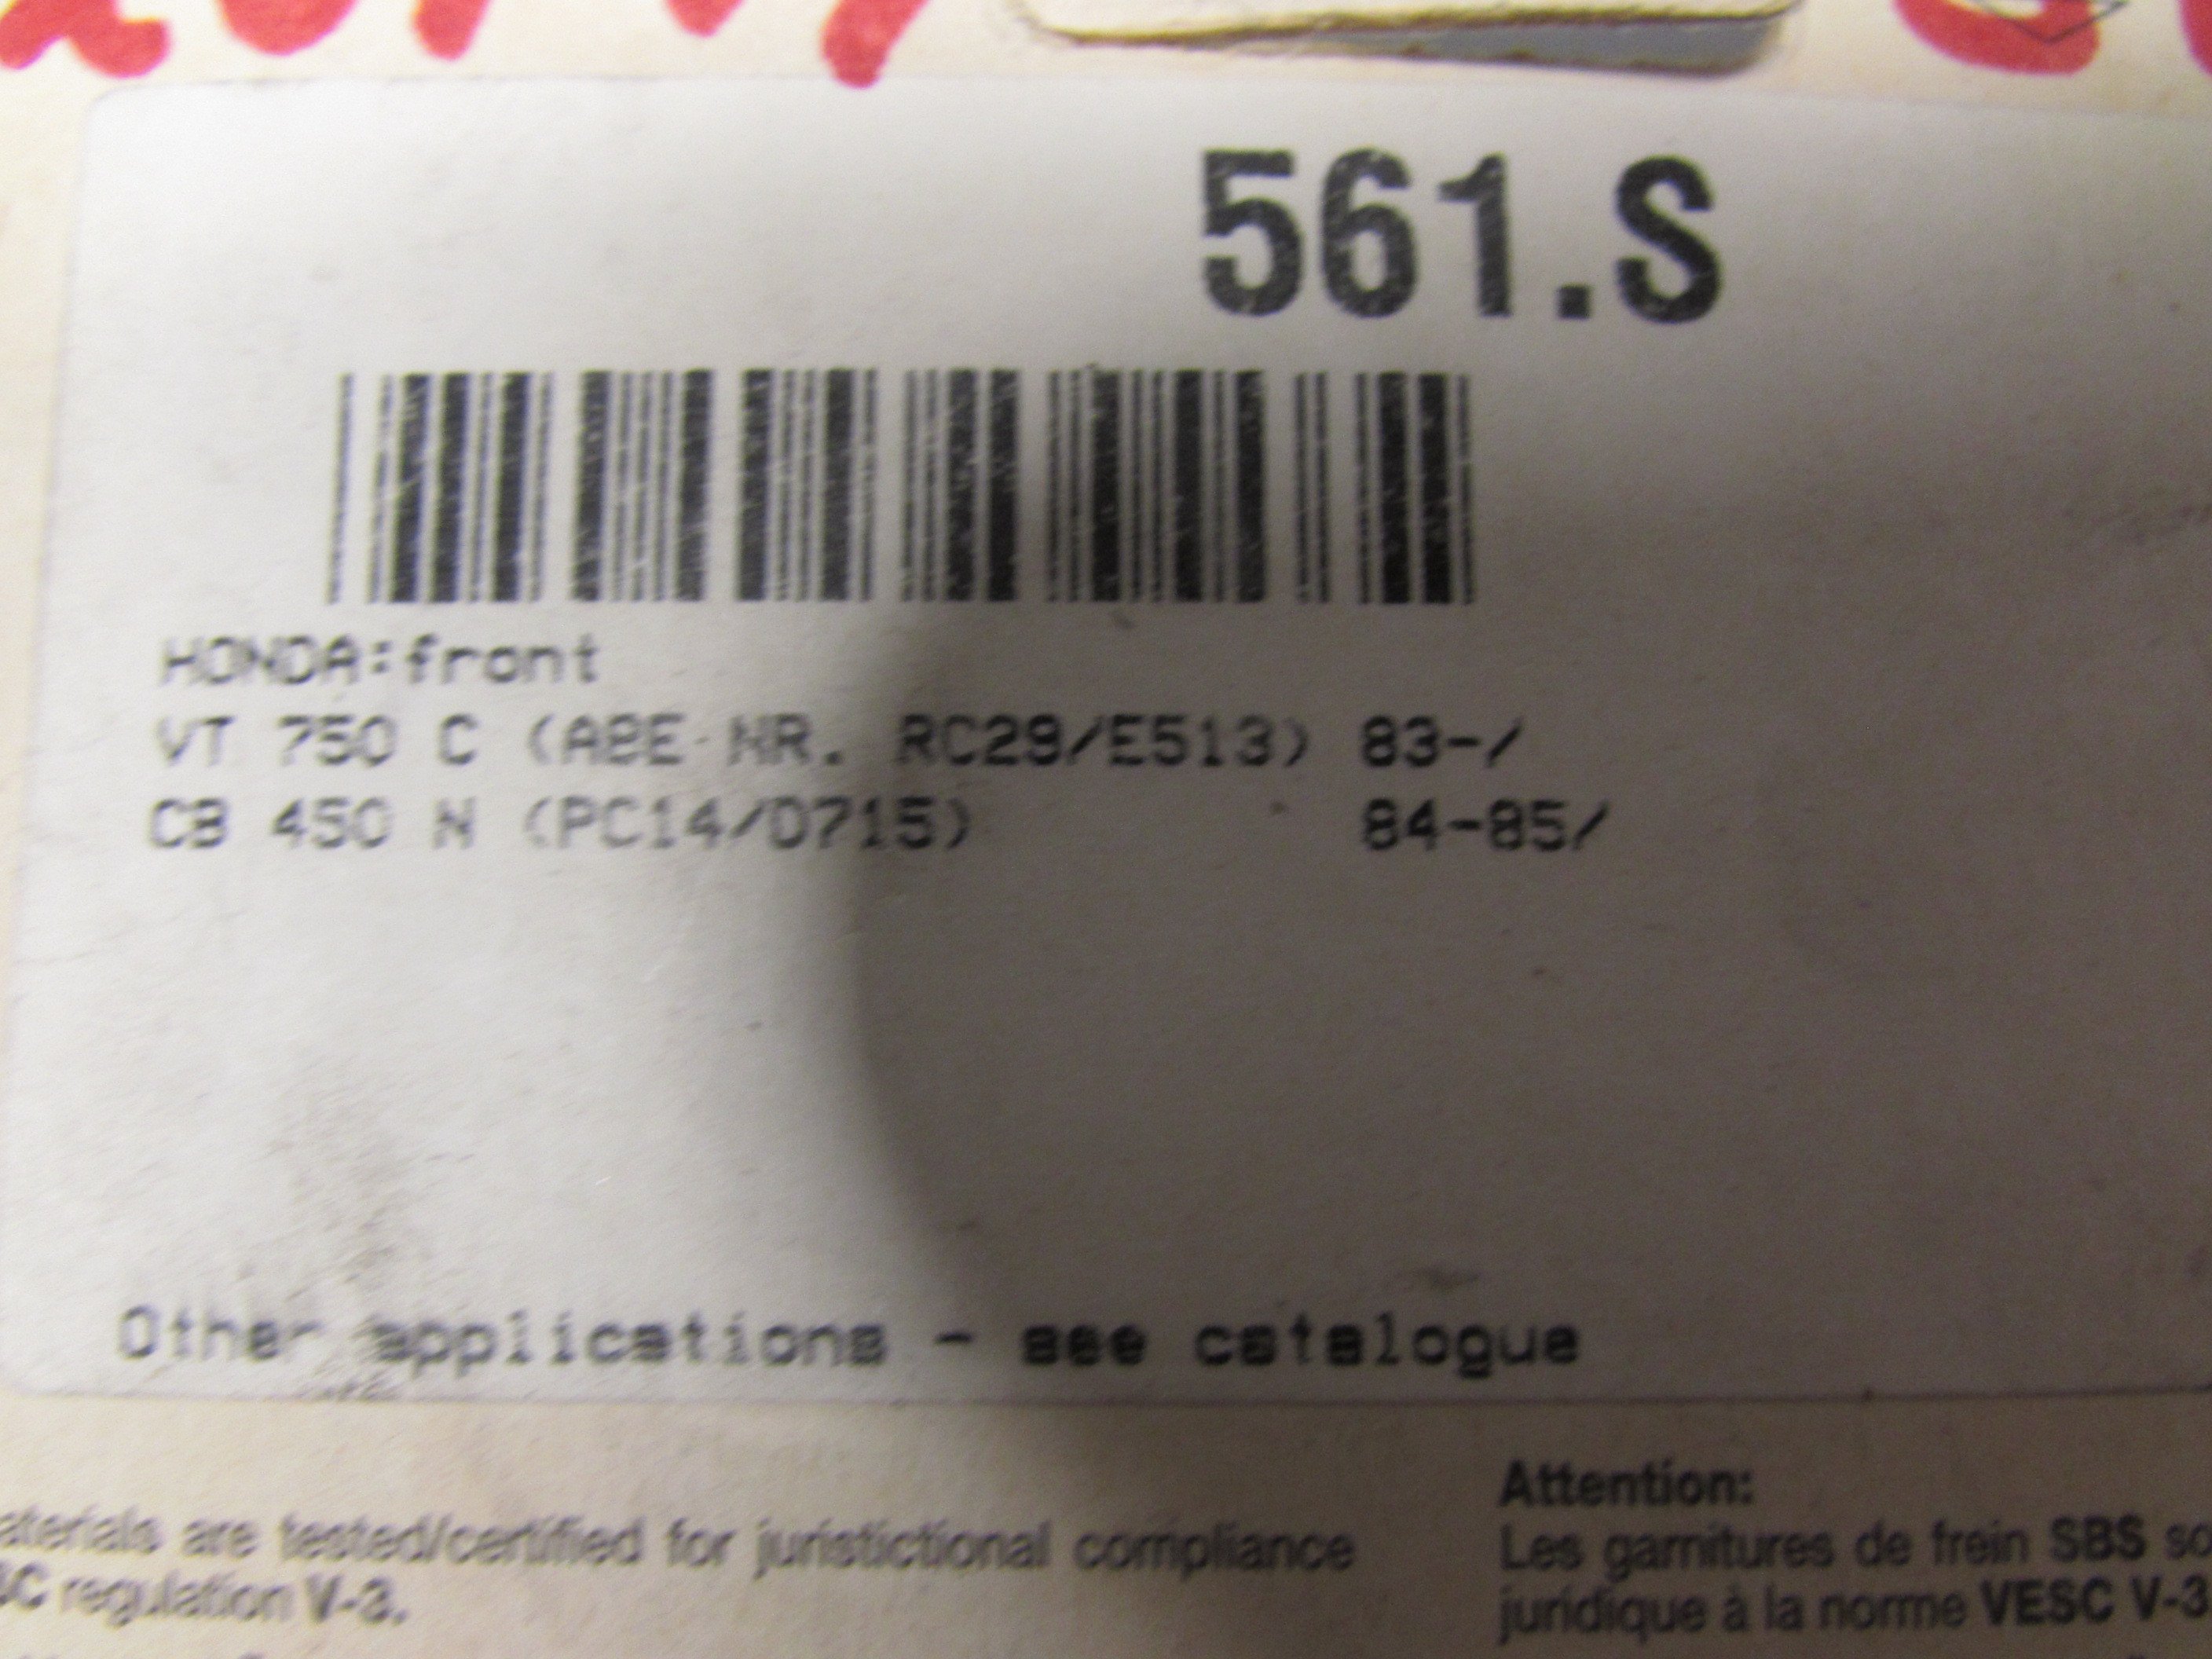 561.S
HONDA:front
VT 750 C (ABE NR. RC29/E513) 83-/
CB 450 N (PC14/D715) 84-85/
Other applications - see catalogue
are tested/certified for juristictional compliance
regulation V-3.
Attention:
Les garnitures de frein SBS
juridique à la norme VESC V-3